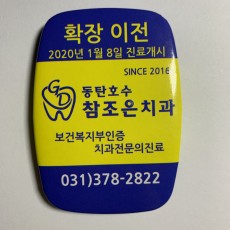 확장 이전
2020년 1월 8일 진료개시
SINCE 2016
동탄호수
참조은치과
보건복지부인증
치과전문의진료
031)378-2822